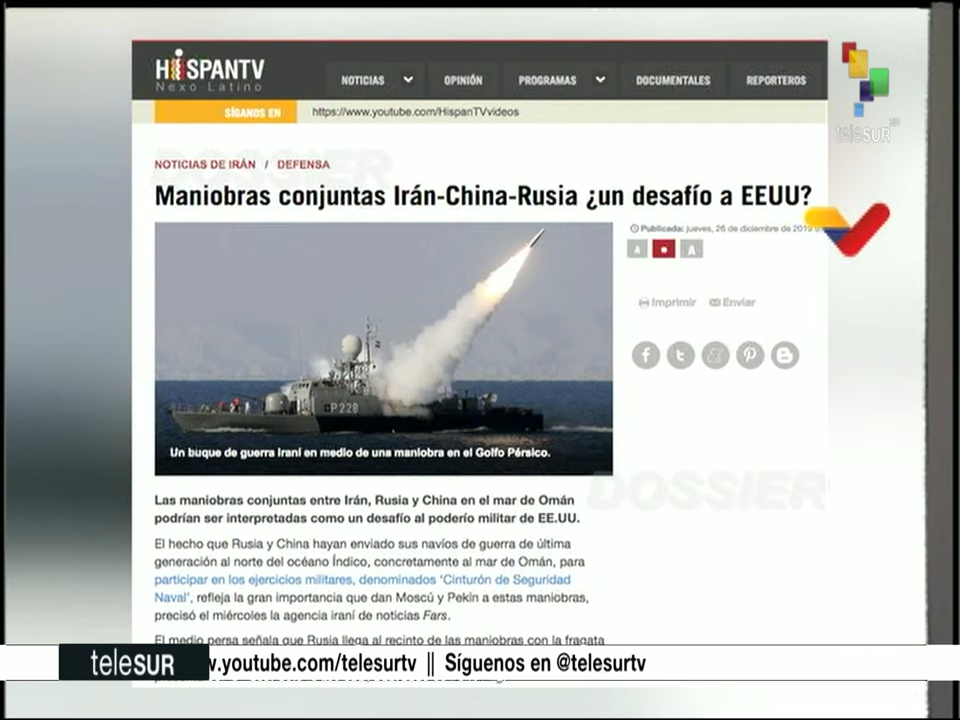 HISPANTV
Nexo Latino
NOTICIAS OPINIÓN PROGRAMAS DOCUMENTALES REPORTEROS
SÍGANOS EN https://www.youtube.com/HispanTVvideos
teleSUR HD
NOTICIAS DE IRÁN / DEFENSA
DOSSIER
Maniobras conjuntas Irán-China-Rusia ¿un desafío a EEUU?
Publicada: jueves, 26 de diciembre de 2019
A A
Imprimir Enviar
P 228
Un buque de guerra iraní en medio de una maniobra en el Golfo Pérsico.
DOSSIER
Las maniobras conjuntas entre Irán, Rusia y China en el mar de Omán
podrían ser interpretadas como un desafío al poderío militar de EE.UU.
El hecho que Rusia y China hayan enviado sus navíos de guerra de última
generación al norte del océano Índico, concretamente al mar de Omán, para
participar en los ejercicios militares, denominados 'Cinturón de Seguridad
Naval', refleja la gran importancia que dan Moscú y Pekín a estas maniobras,
precisó el miércoles la agencia iraní de noticias Fars.
El medio persa señala que Rusia llega al recinto de las maniobras con la fragata
teleSUR .youtube.com/telesurtv || Síguenos en @telesurtv